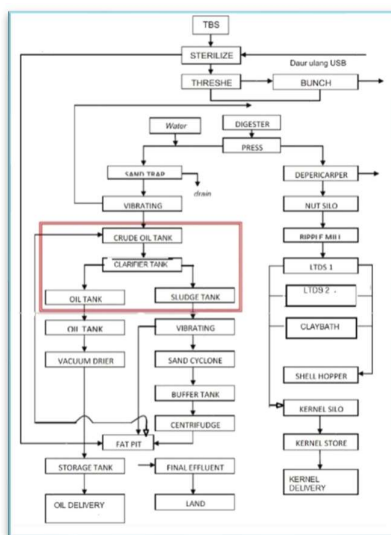 TBS
STERILIZE
Daur ulang USB
THRESHE
BUNCH
Water
DIGESTER
PRESS
SAND TRAP
drain
DEPERICARPER
VIBRATING
NUT SILO
CRUDE OIL TANK
RIPPLE MILL
CLARIFIER TANK
LTDS 1
OIL TANK
SLUDGE TANK
LTDS 2
OIL TANK
VIBRATING
CLAYBATH
VACUUM DRIER
SAND CYCLONE
SHELL HOPPER
BUFFER TANK
KERNEL SILO
CENTRIFUDGE
FAT PIT
KERNEL STORE
STORAGE TANK
FINAL EFFLUENT
KERNEL
DELIVERY
OIL DELIVERY
LAND